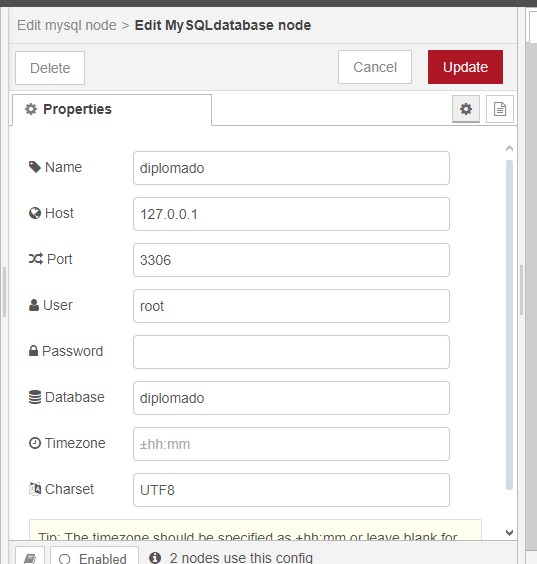 Edit mysql node > Edit MySQLdatabase node
Delete Cancel Update
Properties
Name diplomado
Host 127.0.0.1
Port 3306
User root
Password
Database diplomado
Timezone ±hh:mm
Charset UTF8
Tip: The timezone should be specified as ±hh:mm or leave blank for
Enabled 2 nodes use this config